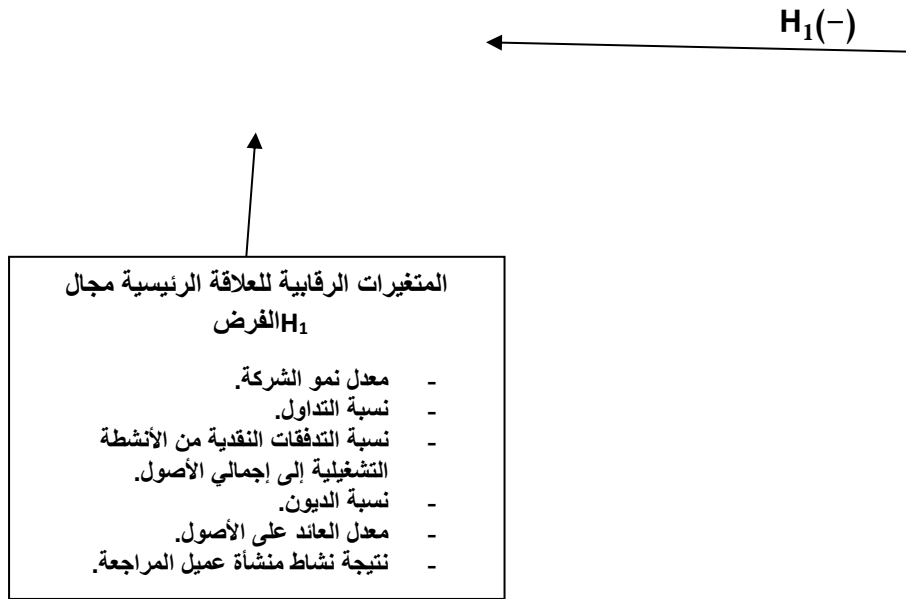 H₁(−)
المتغيرات الرقابية للعلاقة الرئيسية مجال
الفرض H₁
- معدل نمو الشركة.
- نسبة التداول.
- نسبة التدفقات النقدية من الأنشطة
التشغيلية إلى إجمالي الأصول.
- نسبة الديون.
- معدل العائد على الأصول.
- نتيجة نشاط منشأة عميل المراجعة.